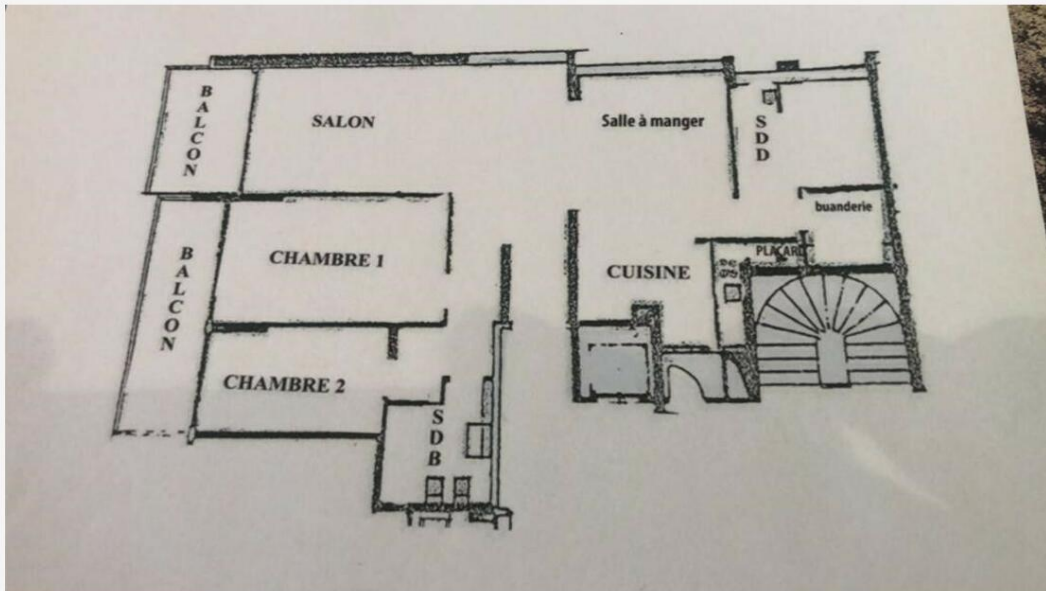 BALCON
SALON
Salle à manger
SDD
buanderie
BALCON
CHAMBRE 1
CUISINE
PLACARD
CHAMBRE 2
SDB